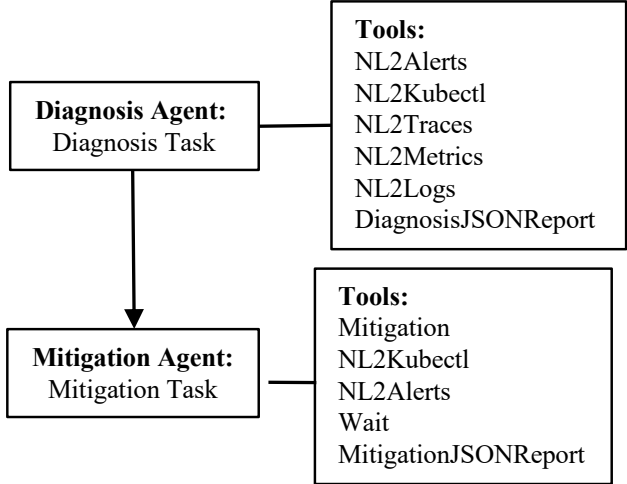 Diagnosis Agent:
Diagnosis Task
Tools:
NL2Alerts
NL2Kubectl
NL2Traces
NL2Metrics
NL2Logs
DiagnosisJSONReport
Mitigation Agent:
Mitigation Task
Tools:
Mitigation
NL2Kubectl
NL2Alerts
Wait
MitigationJSONReport